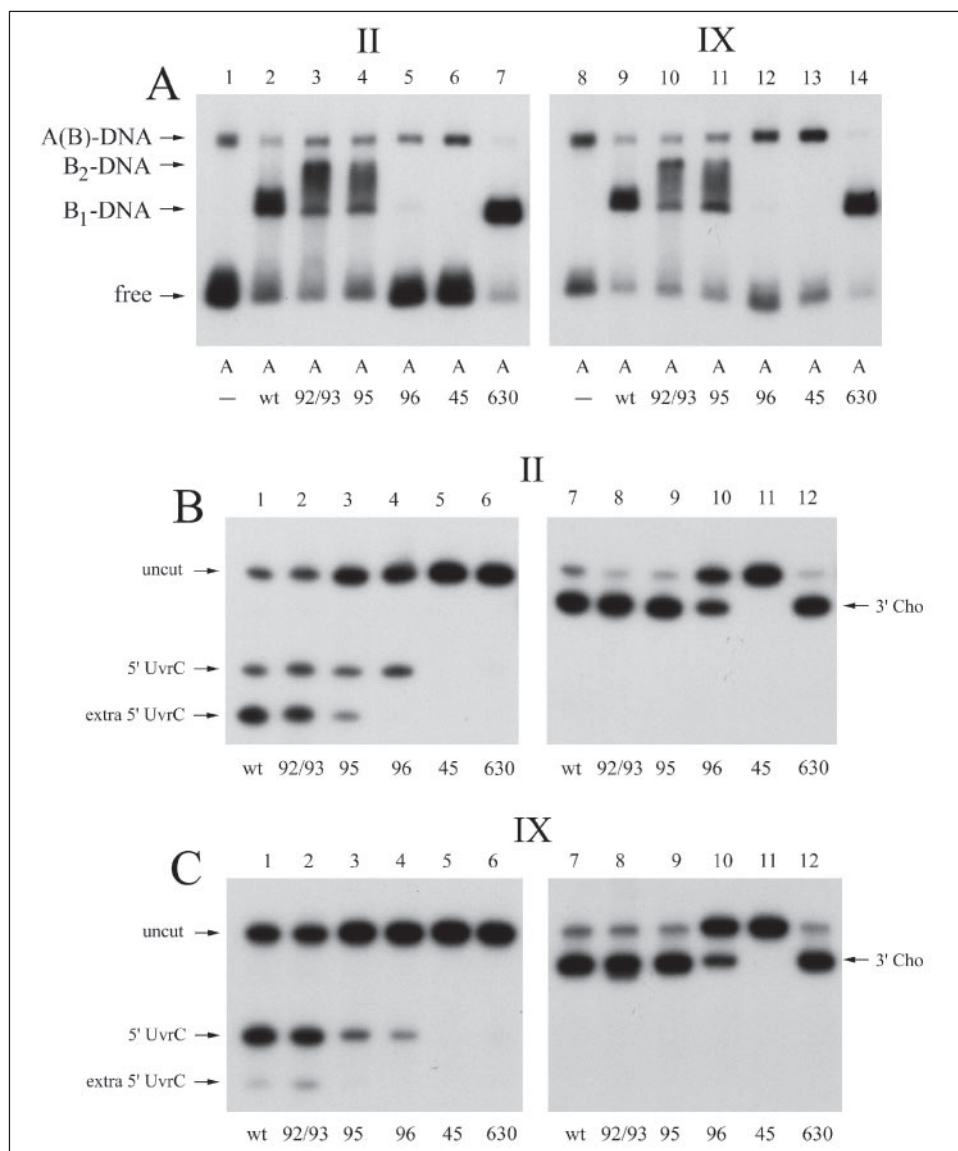 II IX
A 1 2 3 4 5 6 7 8 9 10 11 12 13 14
A(B)-DNA
B2-DNA
B1-DNA
free
A A A A A A A A A A A A A A
— wt 92/93 95 96 45 630 — wt 92/93 95 96 45 630
II
B 1 2 3 4 5 6 7 8 9 10 11 12
uncut
3' Cho
5' UvrC
extra 5' UvrC
wt 92/93 95 96 45 630 wt 92/93 95 96 45 630
IX
C 1 2 3 4 5 6 7 8 9 10 11 12
uncut
3' Cho
5' UvrC
extra 5' UvrC
wt 92/93 95 96 45 630 wt 92/93 95 96 45 630